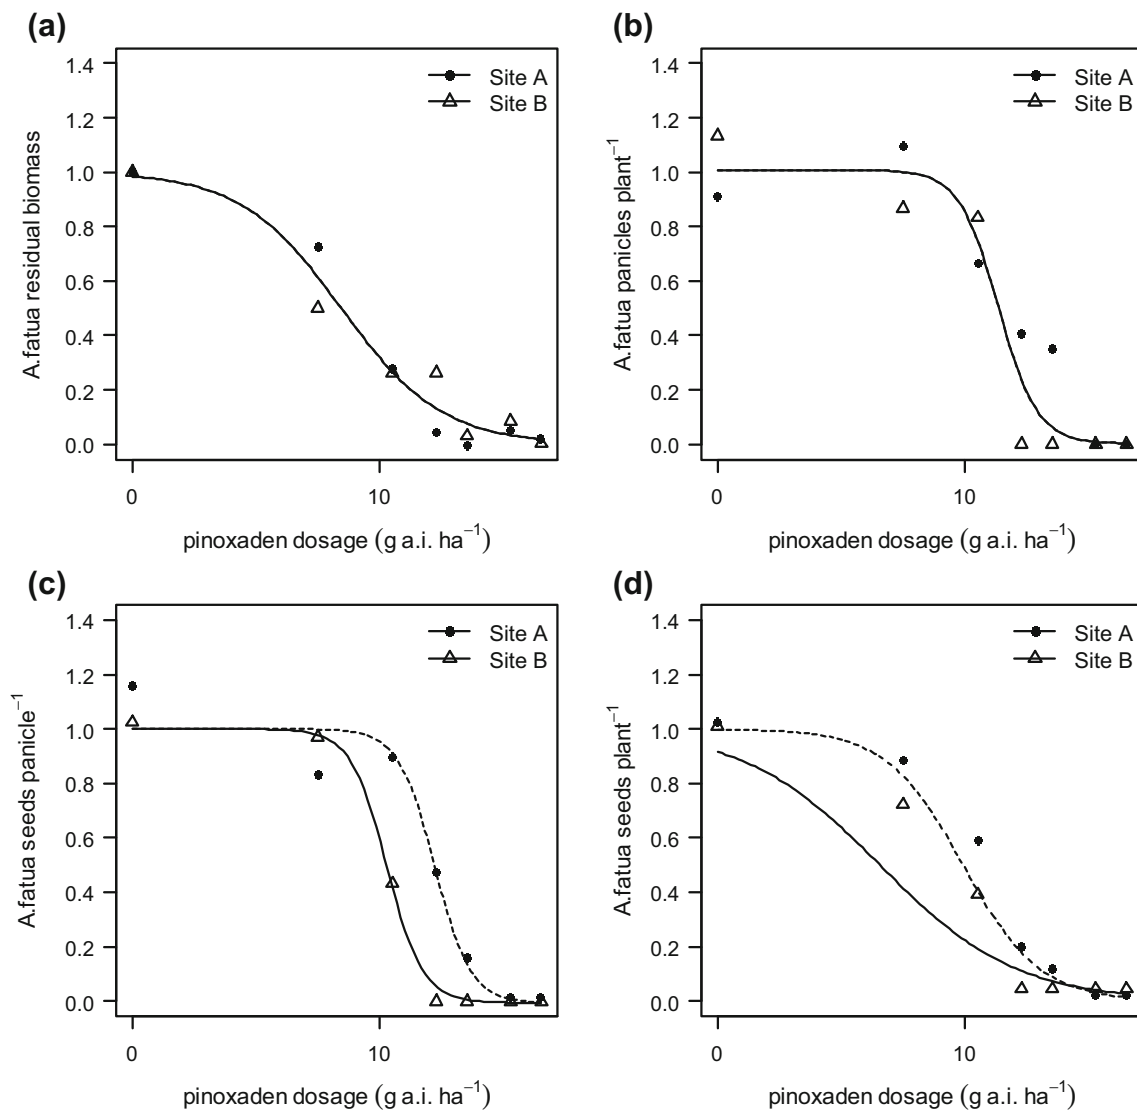 (a)
1.4
1.2
1.0
0.8
0.6
0.4
0.2
0.0
A.fatua residual biomass
Site A
Site B
0 10
pinoxaden dosage (g a.i. ha⁻¹)
(b)
1.4
1.2
1.0
0.8
0.6
0.4
0.2
0.0
A.fatua panicles plant⁻¹
Site A
Site B
0 10
pinoxaden dosage (g a.i. ha⁻¹)
(c)
1.4
1.2
1.0
0.8
0.6
0.4
0.2
0.0
A.fatua seeds panicle⁻¹
Site A
Site B
0 10
pinoxaden dosage (g a.i. ha⁻¹)
(d)
1.4
1.2
1.0
0.8
0.6
0.4
0.2
0.0
A.fatua seeds plant⁻¹
Site A
Site B
0 10
pinoxaden dosage (g a.i. ha⁻¹)